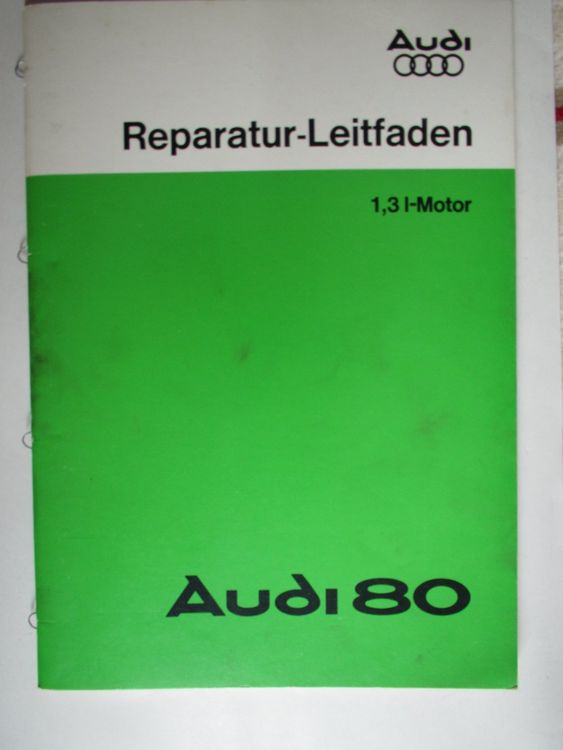 Audi
Reparatur-Leitfaden
1,3 l-Motor
Audi 80